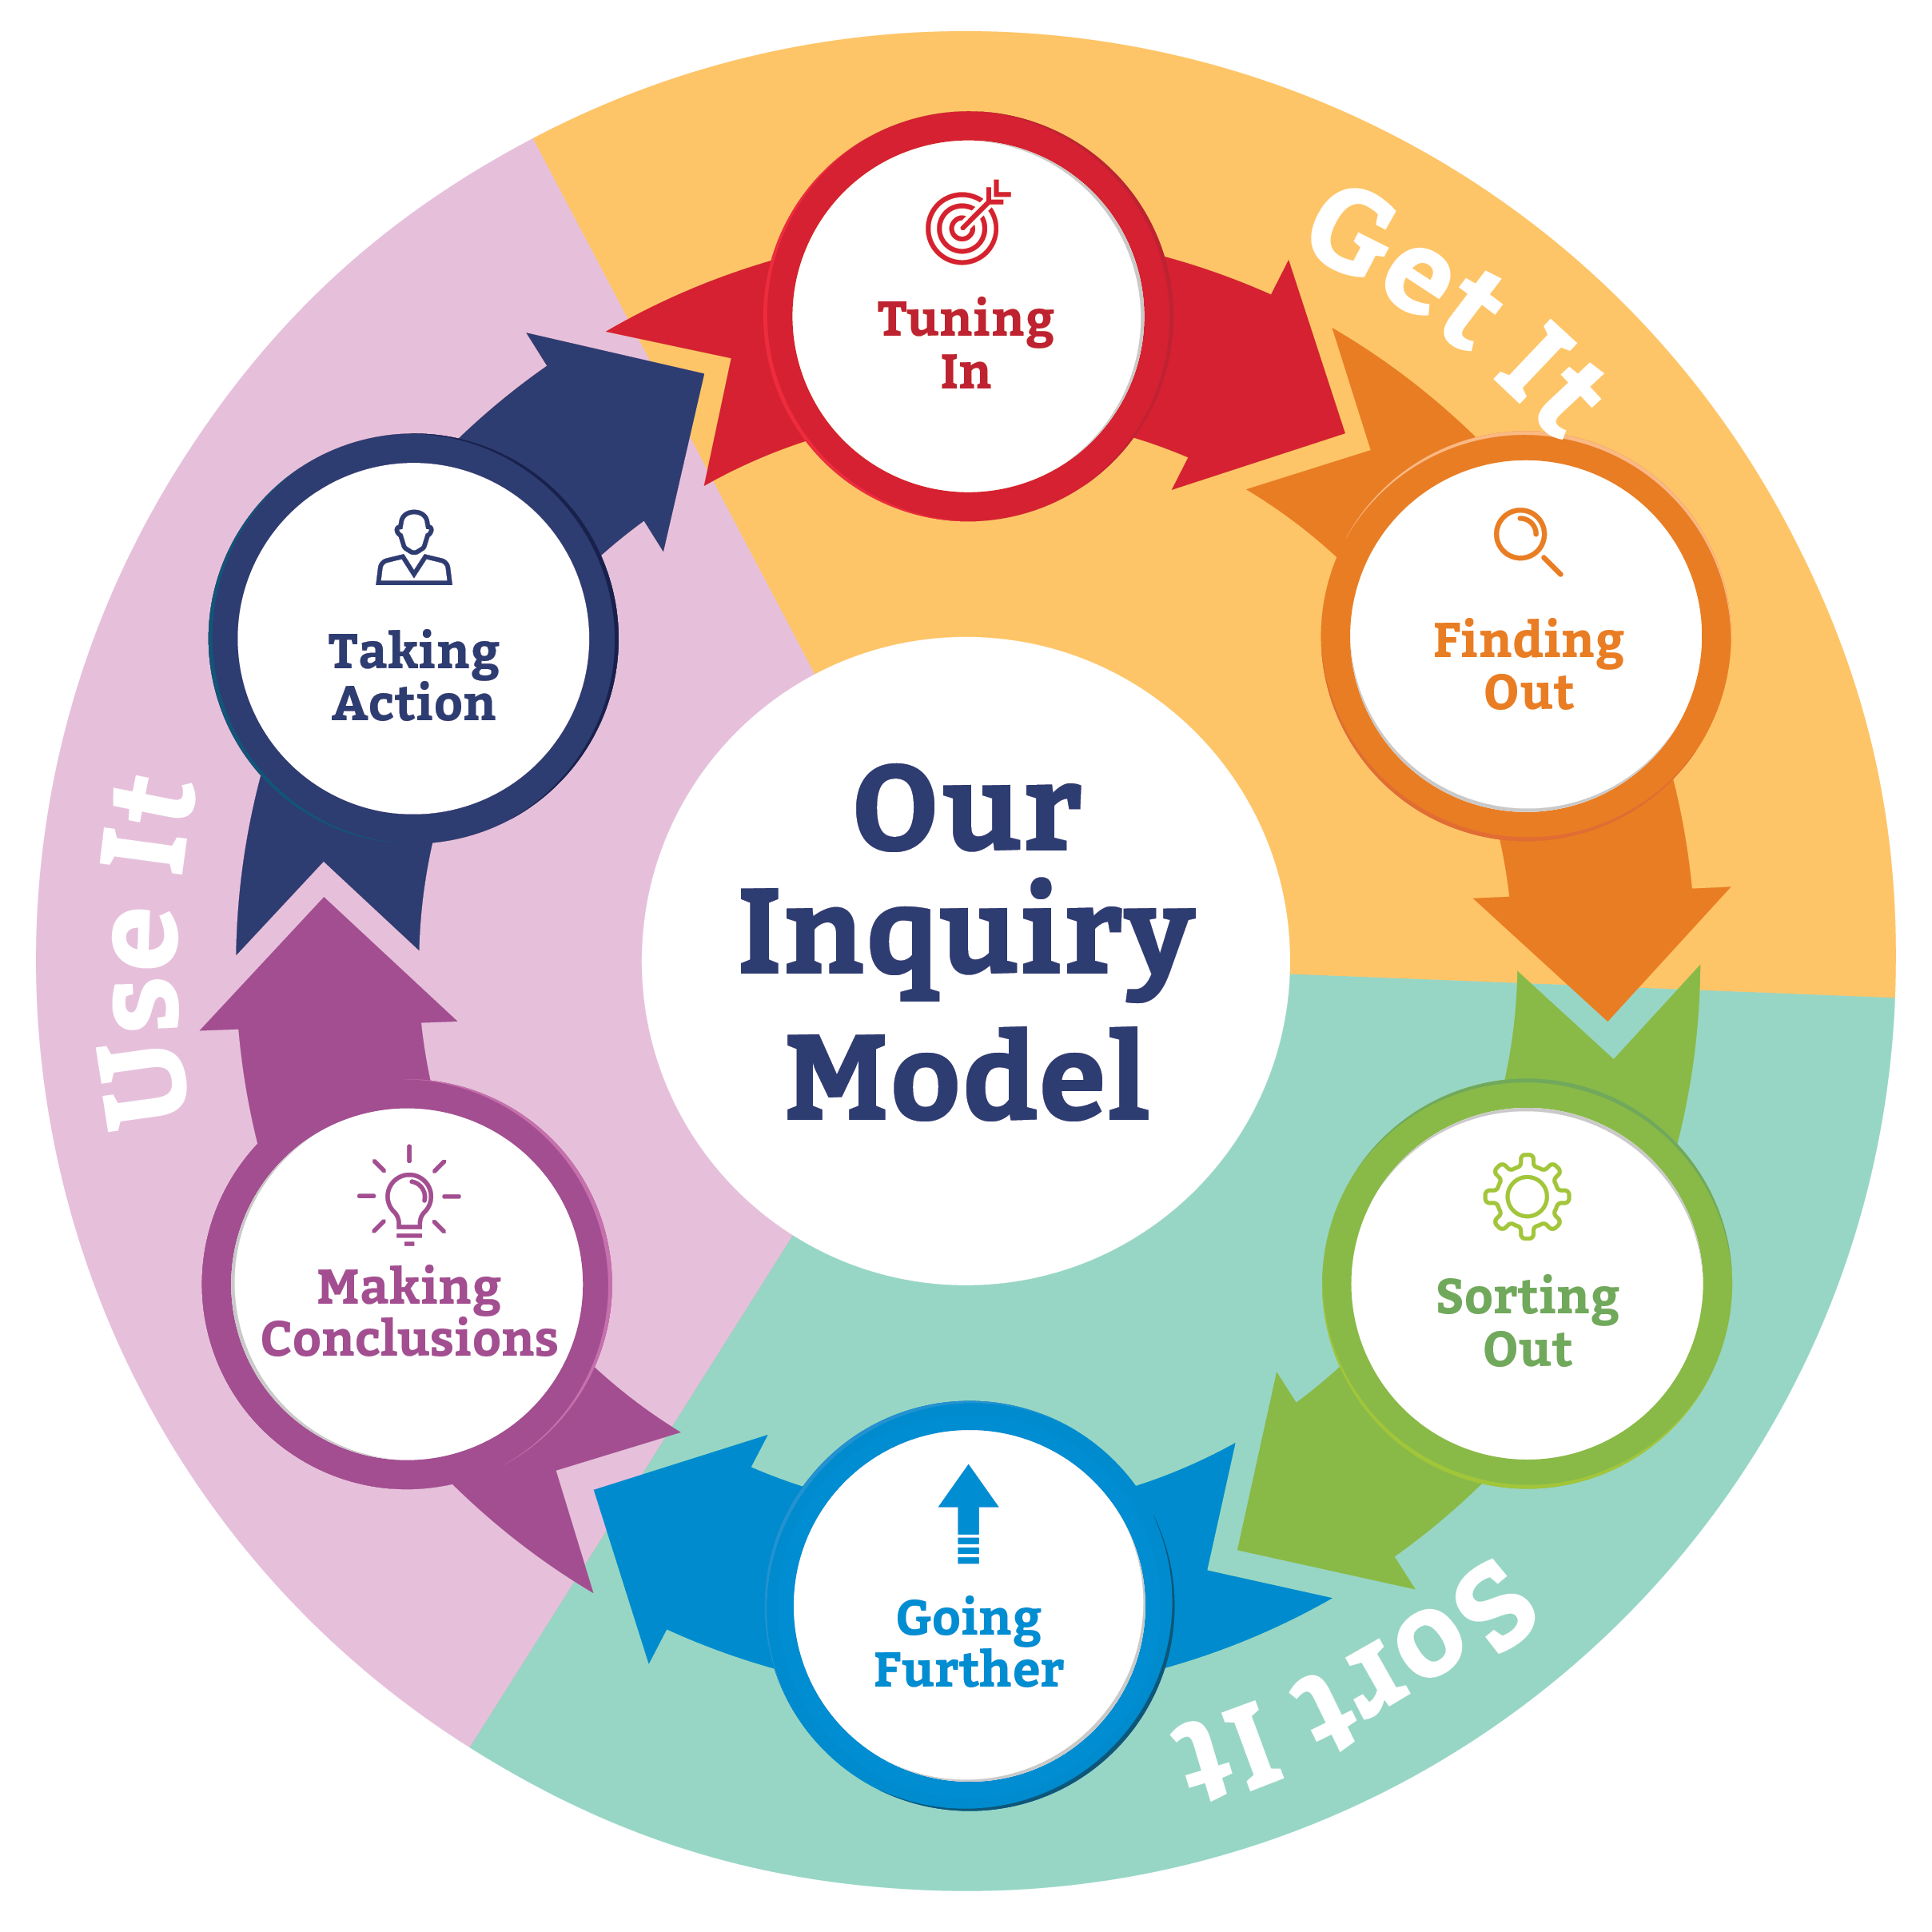 Get It
Tuning
In
Finding
Out
Taking
Action
Our
Inquiry
Model
Use It
Sorting
Out
Making
Conclusions
Going
Further
Sort It